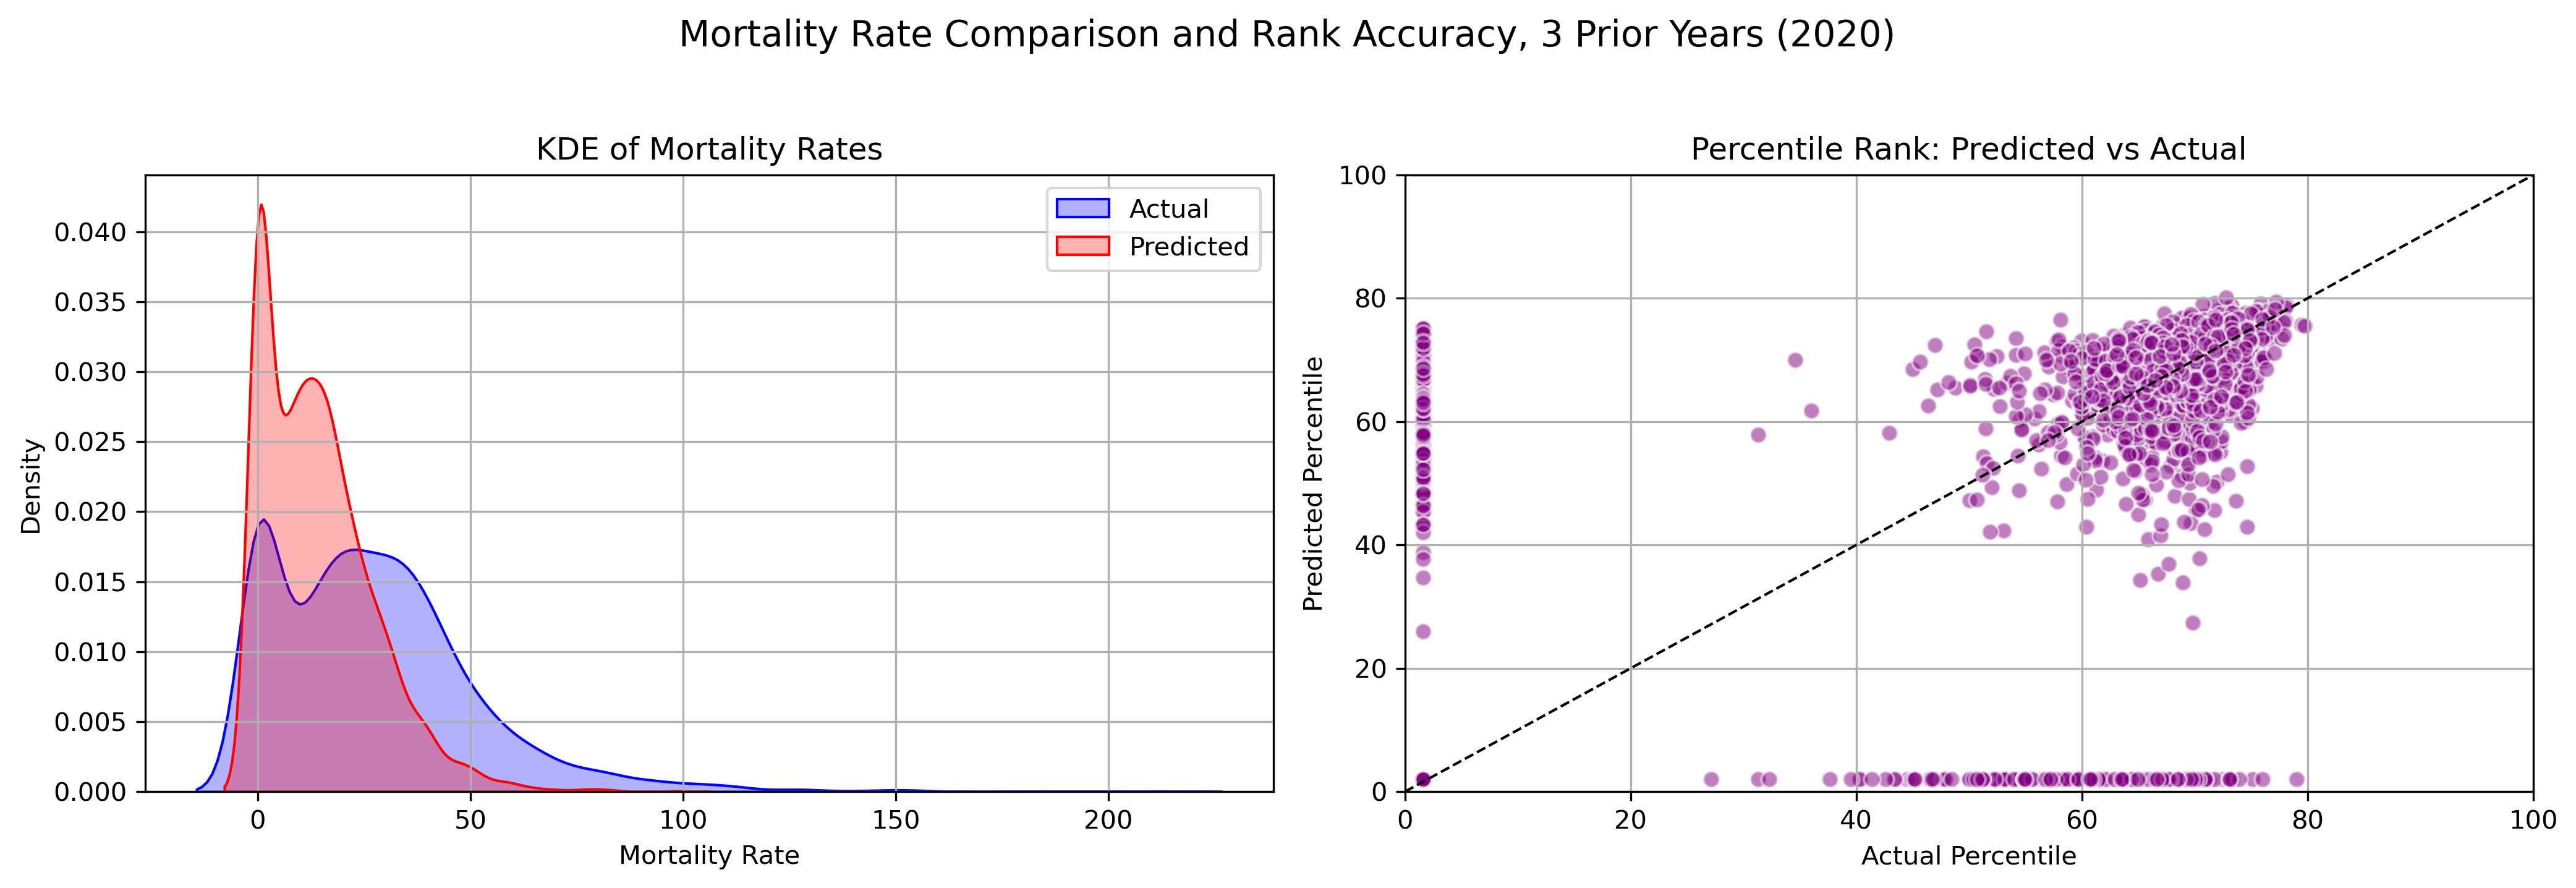 Mortality Rate Comparison and Rank Accuracy, 3 Prior Years (2020)
KDE of Mortality Rates
Density
0.040
0.035
0.030
0.025
0.020
0.015
0.010
0.005
0.000
0 50 100 150 200
Mortality Rate
Actual
Predicted
Percentile Rank: Predicted vs Actual
Predicted Percentile
100
80
60
40
20
0
0 20 40 60 80 100
Actual Percentile